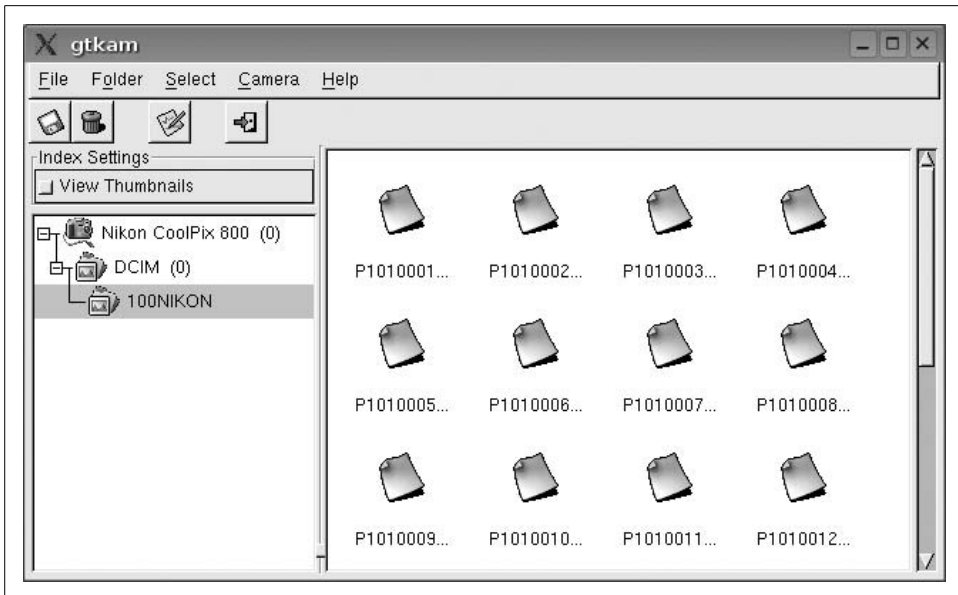 gtkam
File Folder Select Camera Help
Index Settings
View Thumbnails
Nikon CoolPix 800 (0)
DCIM (0)
100NIKON
P1010001... P1010002... P1010003... P1010004...
P1010005... P1010006... P1010007... P1010008...
P1010009... P1010010... P1010011... P1010012...